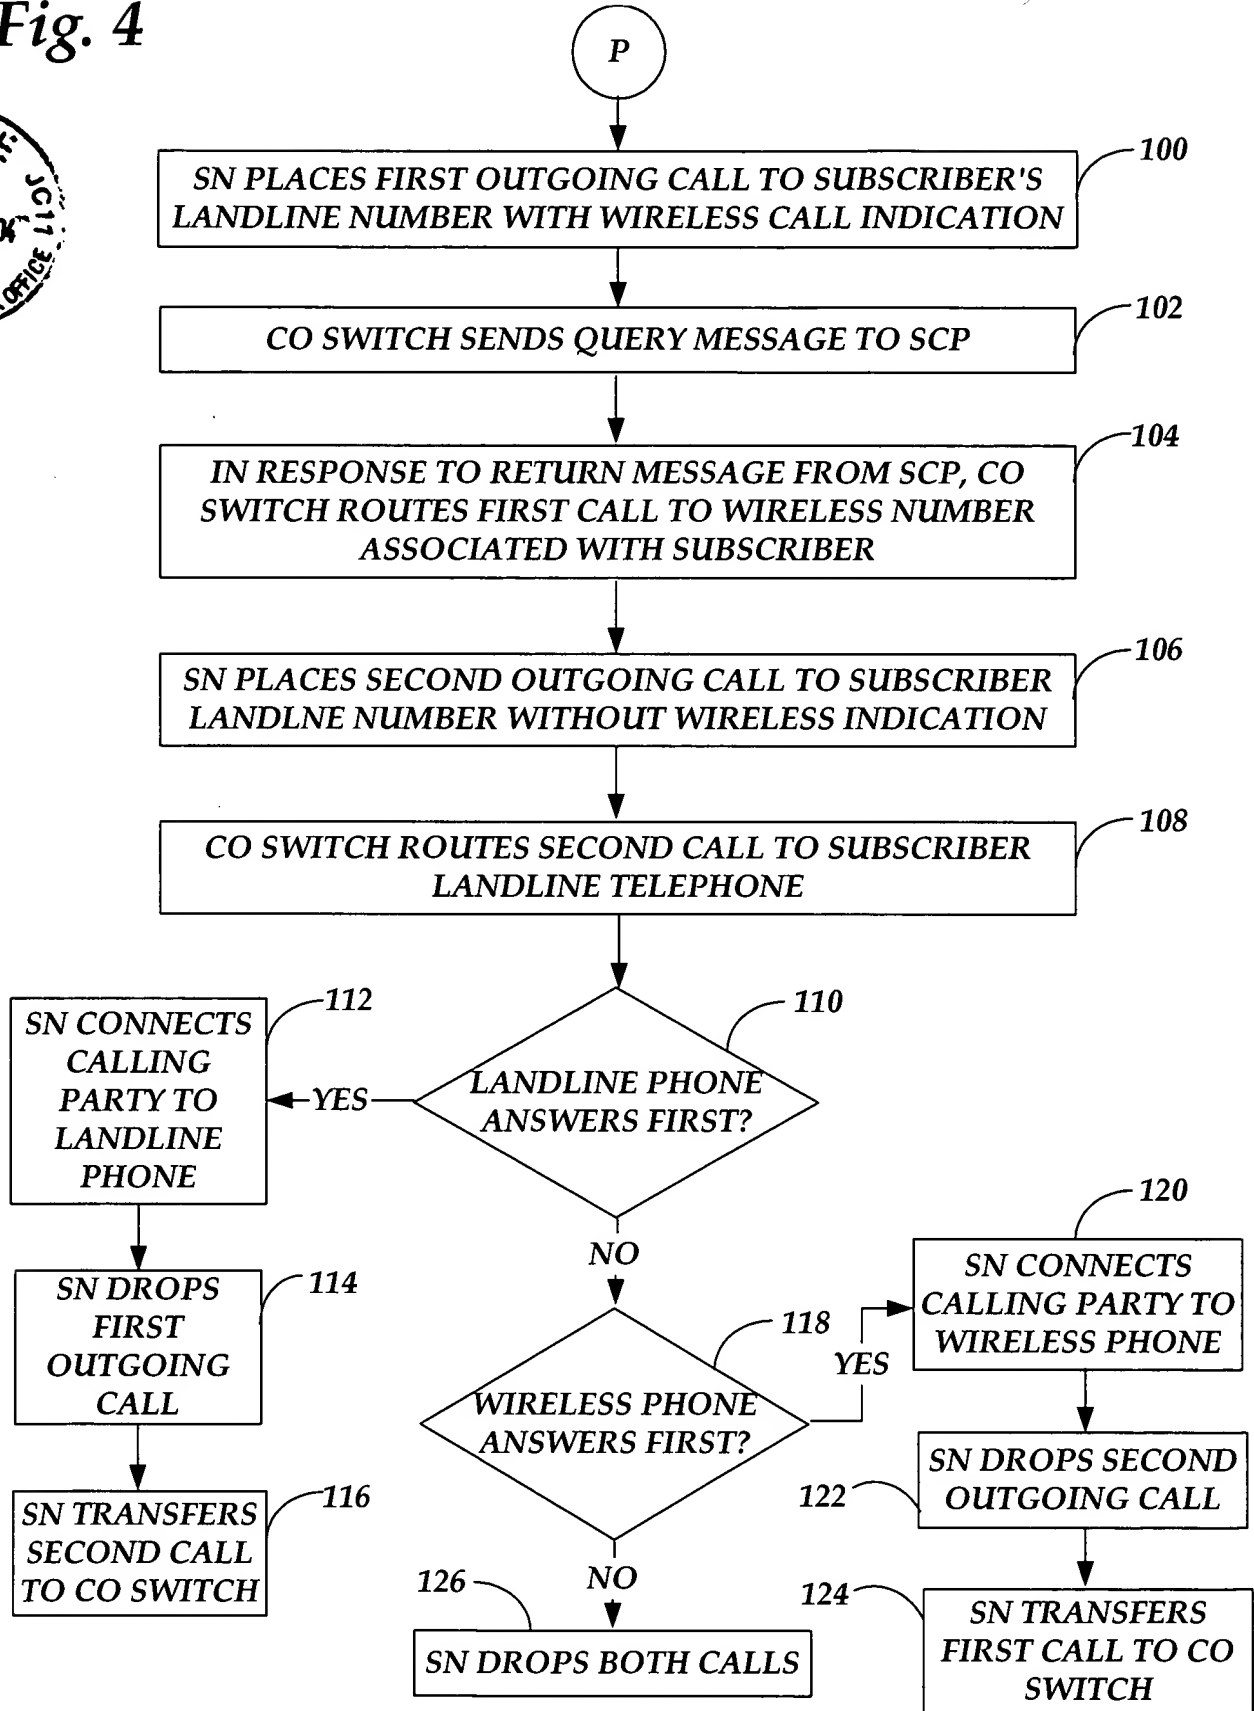 Fig. 4
P
JC11
04
OFFICE
100
SN PLACES FIRST OUTGOING CALL TO SUBSCRIBER'S
LANDLINE NUMBER WITH WIRELESS CALL INDICATION
102
CO SWITCH SENDS QUERY MESSAGE TO SCP
104
IN RESPONSE TO RETURN MESSAGE FROM SCP, CO
SWITCH ROUTES FIRST CALL TO WIRELESS NUMBER
ASSOCIATED WITH SUBSCRIBER
106
SN PLACES SECOND OUTGOING CALL TO SUBSCRIBER
LANDLNE NUMBER WITHOUT WIRELESS INDICATION
108
CO SWITCH ROUTES SECOND CALL TO SUBSCRIBER
LANDLINE TELEPHONE
110
LANDLINE PHONE
ANSWERS FIRST?
YES
112
SN CONNECTS
CALLING
PARTY TO
LANDLINE
PHONE
114
SN DROPS
FIRST
OUTGOING
CALL
116
SN TRANSFERS
SECOND CALL
TO CO SWITCH
NO
118
WIRELESS PHONE
ANSWERS FIRST?
YES
120
SN CONNECTS
CALLING PARTY TO
WIRELESS PHONE
122
SN DROPS SECOND
OUTGOING CALL
124
SN TRANSFERS
FIRST CALL TO CO
SWITCH
NO
126
SN DROPS BOTH CALLS